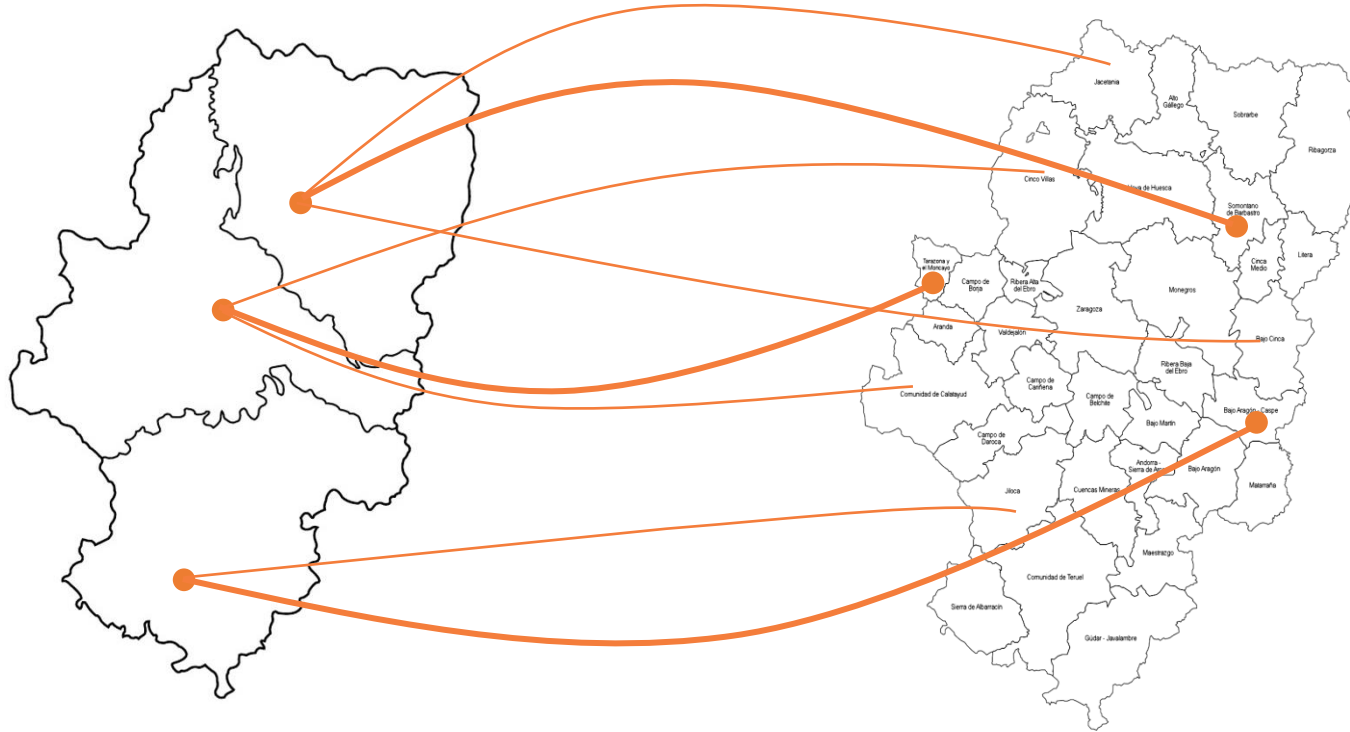 Jacetania
Alto
Gállego
Sobrarbe
Ribagorza
Cinco Villas
de Huesca
Somontano
de Barbastro
Tarazona y
el Moncayo
Campo de
Borja
Ribera Alta
del Ebro
Zaragoza
Monegros
Cinca
Medio
Litera
Aranda
Valdejalón
Bajo Cinca
Ribera Baja
del Ebro
Comunidad de Calatayud
Campo de
Cariñena
Campo de
Belchite
Bajo Aragón - Caspe
Bajo Martín
Campo de
Daroca
Andorra -
Sierra de
Bajo Aragón
Matarraña
Jiloca
Cuencas Mineras
Maestrazgo
Comunidad de Teruel
Sierra de Albarracín
Gúdar - Javalambre